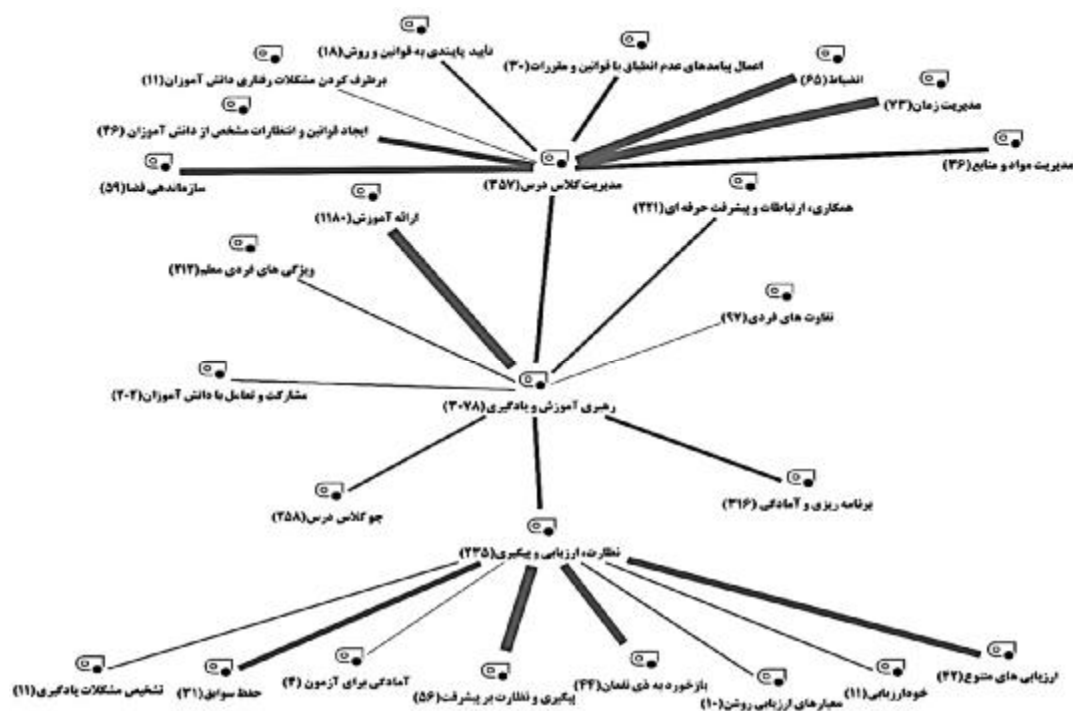 تأیید پایبندی به قوانین و روش(۱۸)
اعمال پیامدهای عدم انطباق با قوانین و مقررات(۳۰)
انضباط(۶۵)
برطرف کردن مشکلات رفتاری دانش آموزان(۱۱)
مدیریت زمان(۷۳)
ایجاد قوانین و انتظارات مشخص از دانش آموزان(۴۶)
مدیریت مواد و منابع(۳۶)
مدیریت کلاس درس(۳۵۷)
سازماندهی فضا(۵۹)
همکاری، ارتباطات و پیشرفت حرفه ای(۳۲۱)
ارائه آموزش(۱۱۸۰)
ویژگی های فردی معلم(۲۱۲)
تفاوت های فردی(۹۷)
مشارکت و تعامل با دانش آموزان(۲۰۲)
رهبری آموزش و یادگیری(۳۰۷۸)
برنامه ریزی و آمادگی(۳۱۶)
جو کلاس درس(۲۵۸)
نظارت، ارزیابی و پیگیری(۲۳۵)
ارزیابی های متنوع(۴۲)
خودارزیابی(۱۱)
بازخورد به ذی نفعان(۴۴)
معیارهای ارزیابی روشن(۱۰)
پیگیری و نظارت بر پیشرفت(۵۶)
آمادگی برای آزمون(۴)
حفظ سوابق(۳۱)
تشخیص مشکلات یادگیری(۱۱)